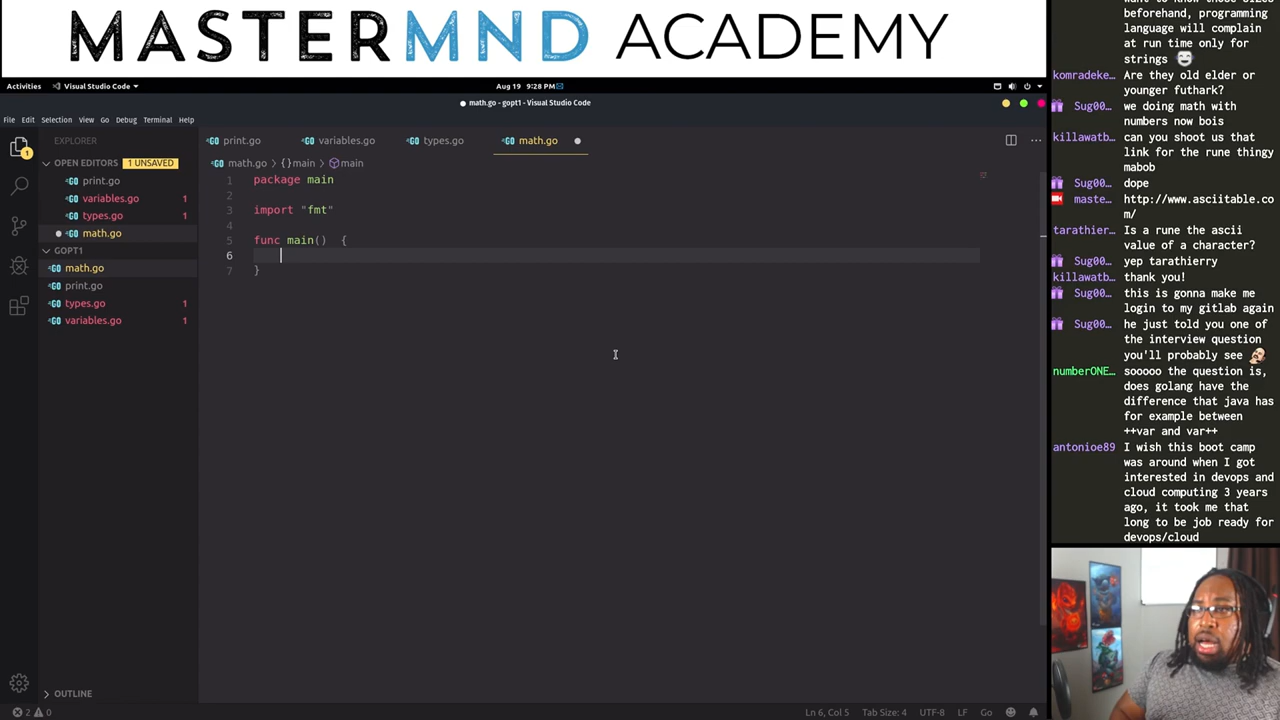 MASTERMND ACADEMY
Activities
Visual Studio Code
Aug 19 9:28 PM
math.go - gopt1 - Visual Studio Code
File Edit Selection View Go Debug Terminal Help
EXPLORER
OPEN EDITORS 1 UNSAVED
print.go
variables.go 1
types.go 1
math.go
GOPT1
math.go
print.go
types.go 1
variables.go 1
OUTLINE
print.go variables.go types.go math.go
math.go > {} main > main
1 package main
2
3 import "fmt"
4
5 func main() {
6
7 }
2 0
Ln 6, Col 5 Tab Size: 4 UTF-8 LF Go
beforehand, programming
language will complain
at run time only for
strings
komradeke… Are they old elder or
younger futhark?
Sug00… we doing math with
numbers now bois
killawatb… can you shoot us that
link for the rune thingy
mabob
Sug00… dope
maste… http://www.asciitable.co
m/
tarathier… Is a rune the ascii
value of a character?
Sug00… yep tarathierry
killawatb… thank you!
Sug00… this is gonna make me
login to my gitlab again
Sug00… he just told you one of
the interview question
you'll probably see
numberONE… sooooo the question is,
does golang have the
difference that java has
for example between
++var and var++
antonioe89 I wish this boot camp
was around when I got
interested in devops and
cloud computing 3 years
ago, it took me that
long to be job ready for
devops/cloud